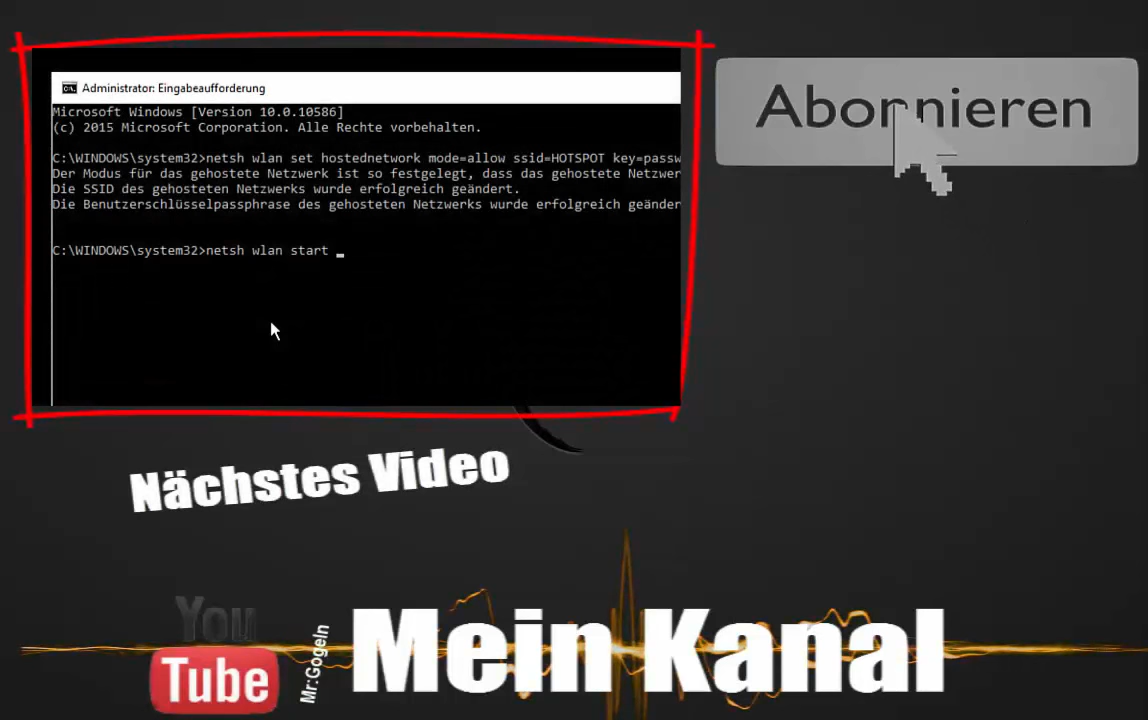 Administrator: Eingabeaufforderung
Microsoft Windows [Version 10.0.10586]
(c) 2015 Microsoft Corporation. Alle Rechte vorbehalten.
C:\WINDOWS\system32>netsh wlan set hostednetwork mode=allow ssid=HOTSPOT key=passw
Der Modus für das gehostete Netzwerk ist so festgelegt, dass das gehostete Netzwer
Die SSID des gehosteten Netzwerks wurde erfolgreich geändert.
Die Benutzerschlüsselpassphrase des gehosteten Netzwerks wurde erfolgreich geänder
C:\WINDOWS\system32>netsh wlan start _
Abonnieren
Nächstes Video
You
Tube
Mr:Gogeln
Mein Kanal